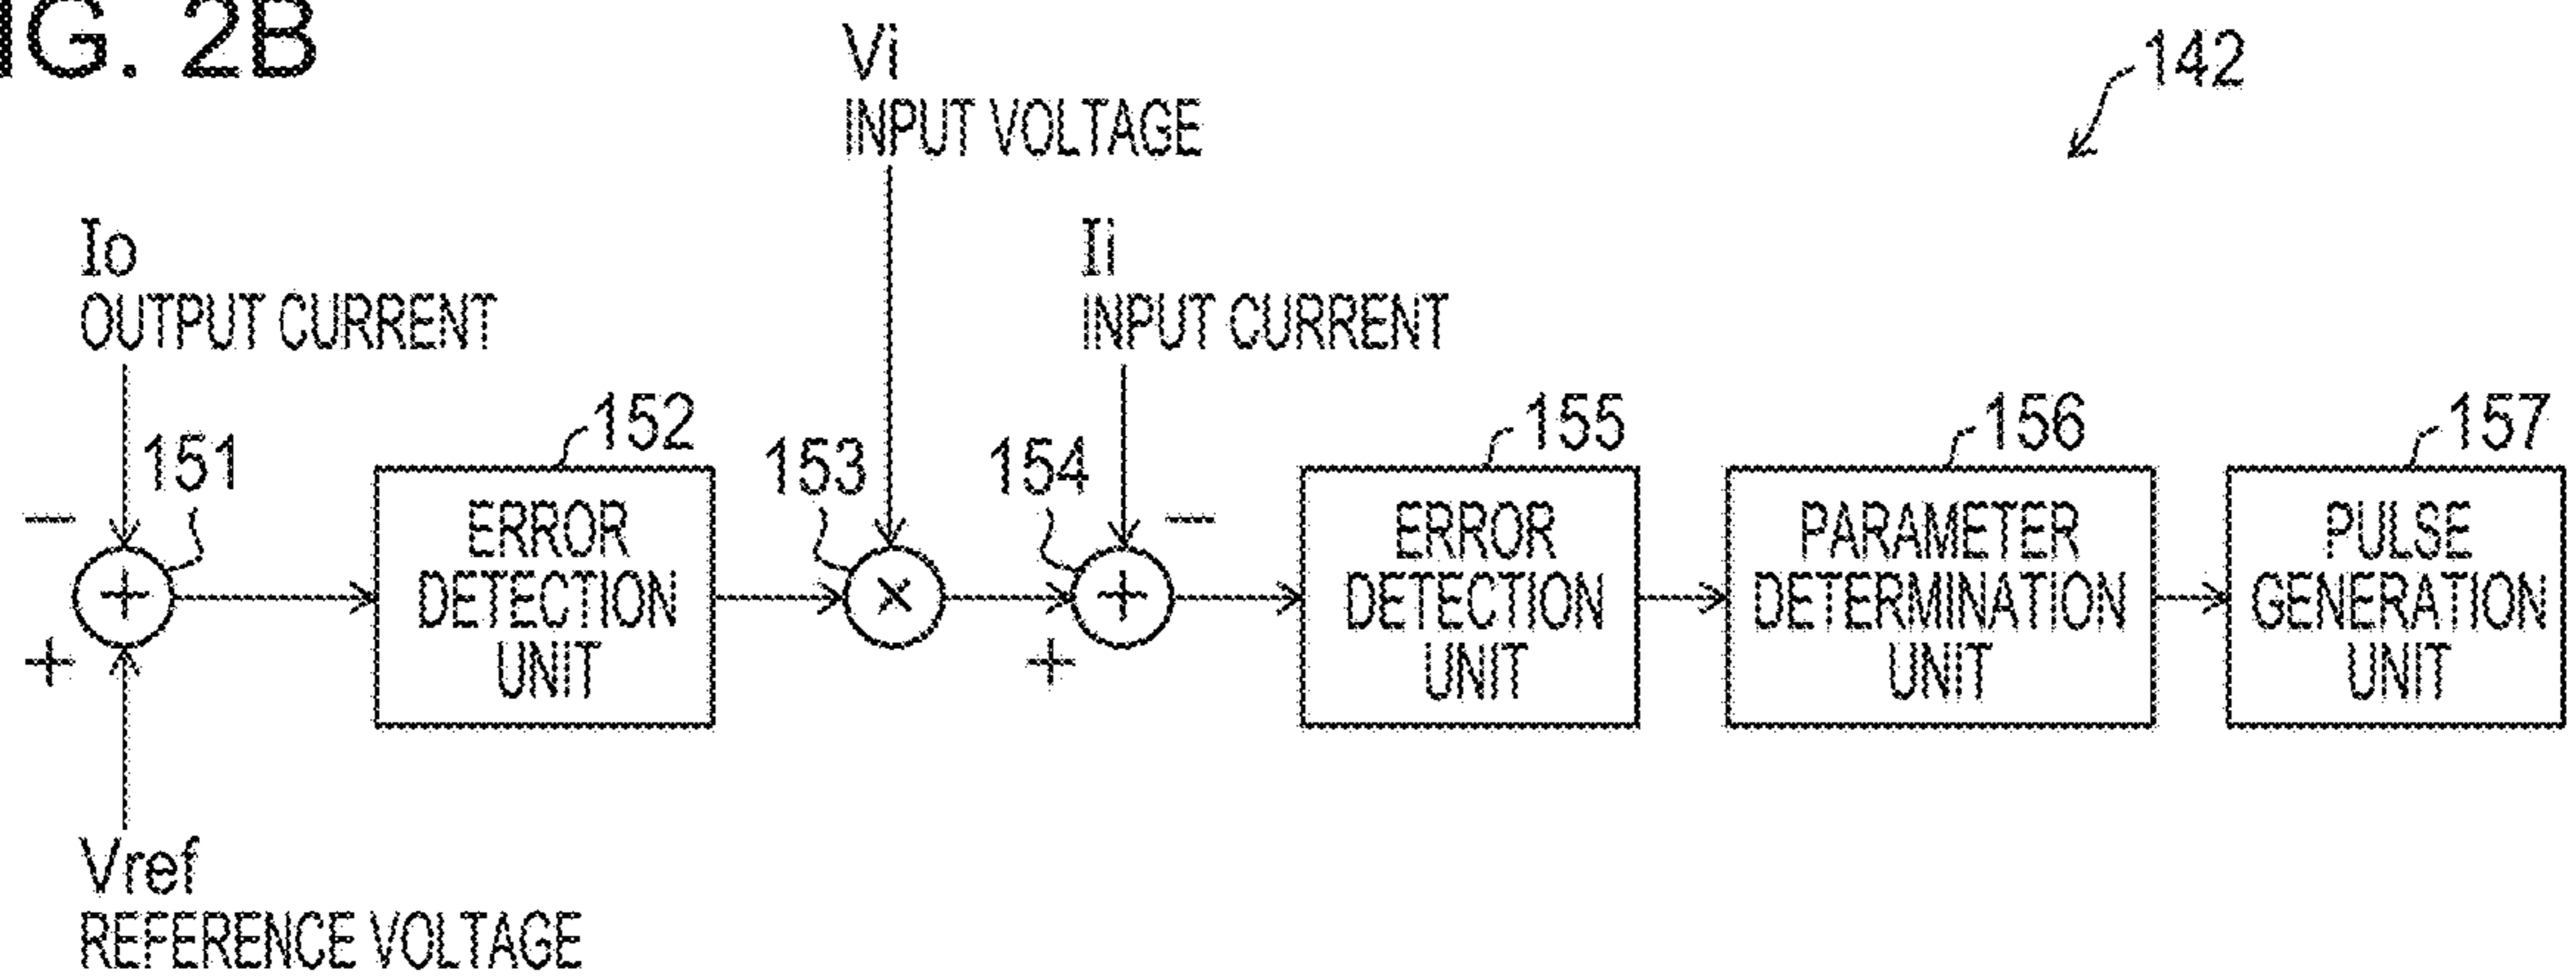 IG. 2B
142
Vi
INPUT VOLTAGE
Io
OUTPUT CURRENT
Ii
INPUT CURRENT
151
152
153
154
155
156
157
−
+
+
ERROR
DETECTION
UNIT
×
+
−
+
ERROR
DETECTION
UNIT
PARAMETER
DETERMINATION
UNIT
PULSE
GENERATION
UNIT
Vref
REFERENCE VOLTAGE